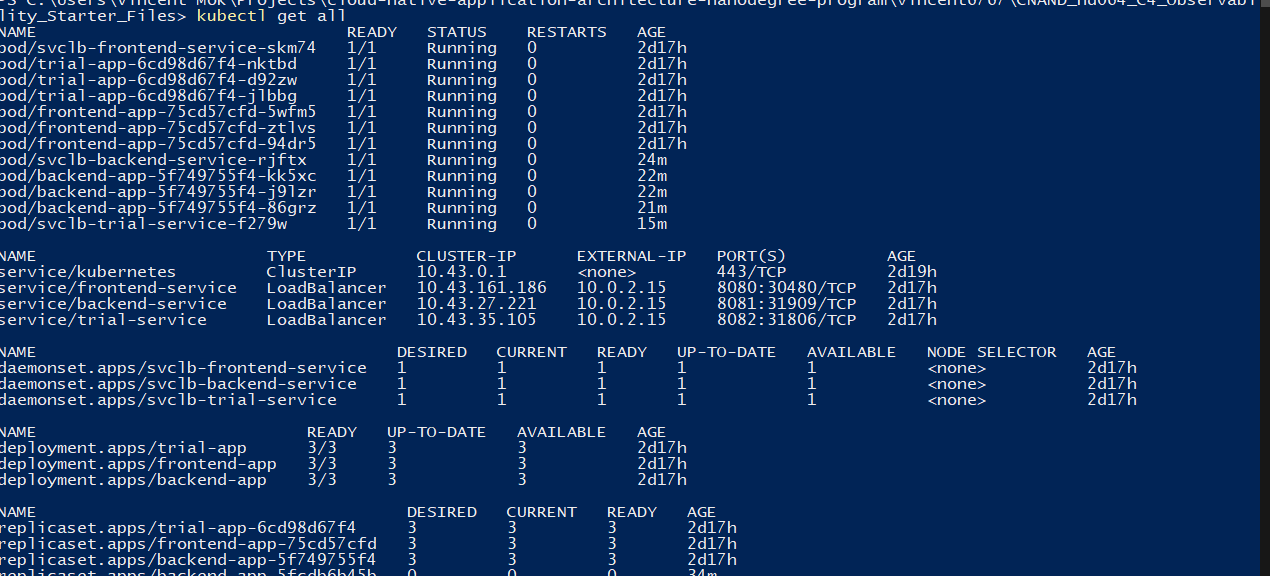 PS C:\Users\Vincent Mok\Projects\cloud-native-application-architecture-nanodegree-program\
lity_Starter_Files> kubectl get all
NAME READY STATUS RESTARTS AGE
pod/svclb-frontend-service-skm74 1/1 Running 0 2d17h
pod/trial-app-6cd98d67f4-nktbd 1/1 Running 0 2d17h
pod/trial-app-6cd98d67f4-d92zw 1/1 Running 0 2d17h
pod/trial-app-6cd98d67f4-jlbbg 1/1 Running 0 2d17h
pod/frontend-app-75cd57cfd-5wfm5 1/1 Running 0 2d17h
pod/frontend-app-75cd57cfd-ztlvs 1/1 Running 0 2d17h
pod/frontend-app-75cd57cfd-94dr5 1/1 Running 0 2d17h
pod/svclb-backend-service-rjftx 1/1 Running 0 24m
pod/backend-app-5f749755f4-kk5xc 1/1 Running 0 22m
pod/backend-app-5f749755f4-j9lzr 1/1 Running 0 22m
pod/backend-app-5f749755f4-86grz 1/1 Running 0 21m
pod/svclb-trial-service-f279w 1/1 Running 0 15m
NAME TYPE CLUSTER-IP EXTERNAL-IP PORT(S) AGE
service/kubernetes ClusterIP 10.43.0.1 <none> 443/TCP 2d19h
service/frontend-service LoadBalancer 10.43.161.186 10.0.2.15 8080:30480/TCP 2d17h
service/backend-service LoadBalancer 10.43.27.221 10.0.2.15 8081:31909/TCP 2d17h
service/trial-service LoadBalancer 10.43.35.105 10.0.2.15 8082:31806/TCP 2d17h
NAME DESIRED CURRENT READY UP-TO-DATE AVAILABLE NODE SELECTOR AGE
daemonset.apps/svclb-frontend-service 1 1 1 1 1 <none> 2d17h
daemonset.apps/svclb-backend-service 1 1 1 1 1 <none> 2d17h
daemonset.apps/svclb-trial-service 1 1 1 1 1 <none> 2d17h
NAME READY UP-TO-DATE AVAILABLE AGE
deployment.apps/trial-app 3/3 3 3 2d17h
deployment.apps/frontend-app 3/3 3 3 2d17h
deployment.apps/backend-app 3/3 3 3 2d17h
NAME DESIRED CURRENT READY AGE
replicaset.apps/trial-app-6cd98d67f4 3 3 3 2d17h
replicaset.apps/frontend-app-75cd57cfd 3 3 3 2d17h
replicaset.apps/backend-app-5f749755f4 3 3 3 2d17h
0 0 0 34m